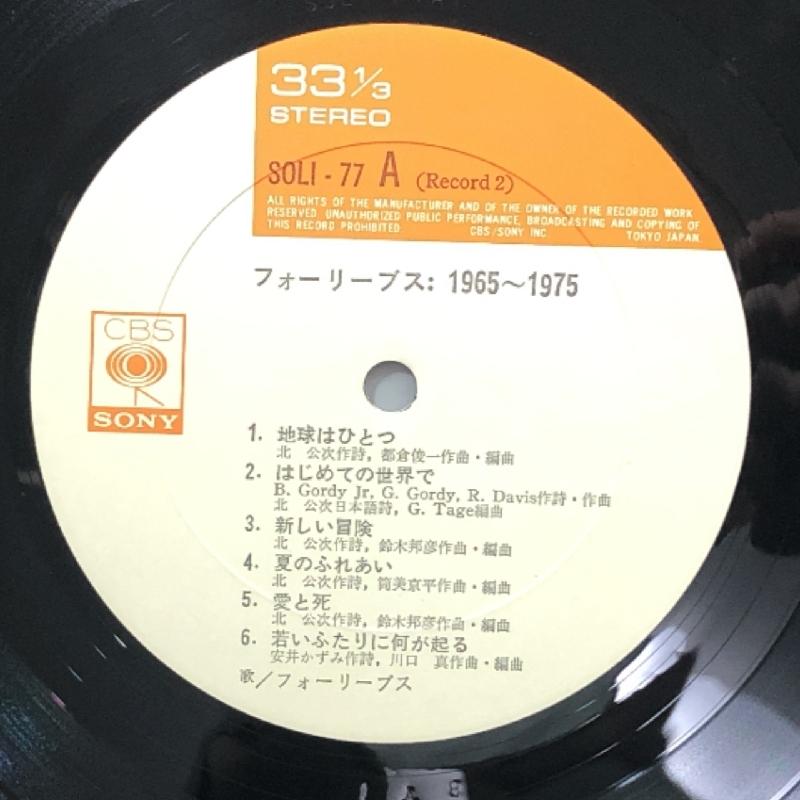 33 1/3
STEREO
SOLI - 77 A (Record 2)
ALL RIGHTS OF THE MANUFACTURER AND OF THE OWNER OF THE RECORDED WORK
RESERVED. UNAUTHORIZED PUBLIC PERFORMANCE, BROADCASTING AND COPYING OF
THIS RECORD PROHIBITED CBS/SONY INC. TOKYO JAPAN.
フォーリーブス: 1965〜1975
CBS
SONY
1. 地球はひとつ
北 公次作詩, 都倉俊一作曲・編曲
2. はじめての世界で
B. Gordy Jr, G. Gordy, R. Davis作詩・作曲
北 公次日本語詩, G. Tage編曲
3. 新しい冒険
北 公次作詩, 鈴木邦彦作曲・編曲
4. 夏のふれあい
北 公次作詩, 筒美京平作曲・編曲
5. 愛と死
北 公次作詩, 鈴木邦彦作曲・編曲
6. 若いふたりに何が起る
安井かずみ作詩, 川口 真作曲・編曲
歌/フォーリーブス